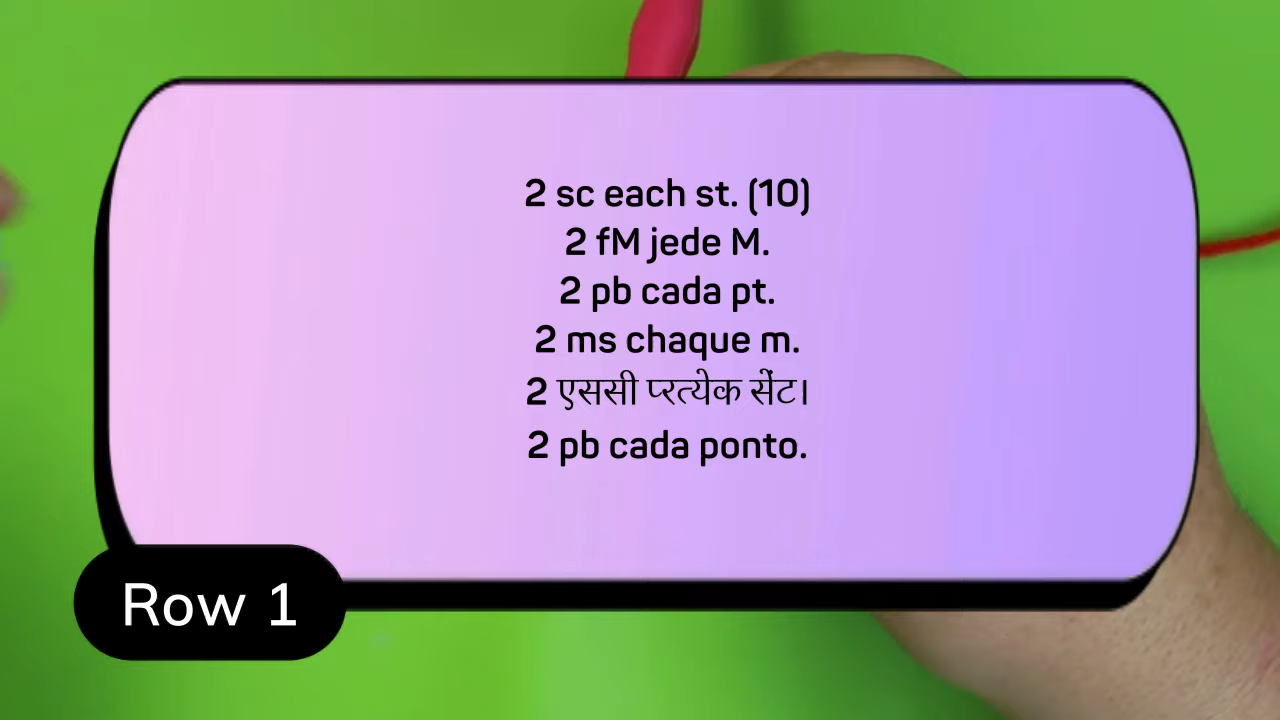 2 sc each st. (10)
2 fM jede M.
2 pb cada pt.
2 ms chaque m.
2 एससी प्रत्येक सेंट।
2 pb cada ponto.
Row 1